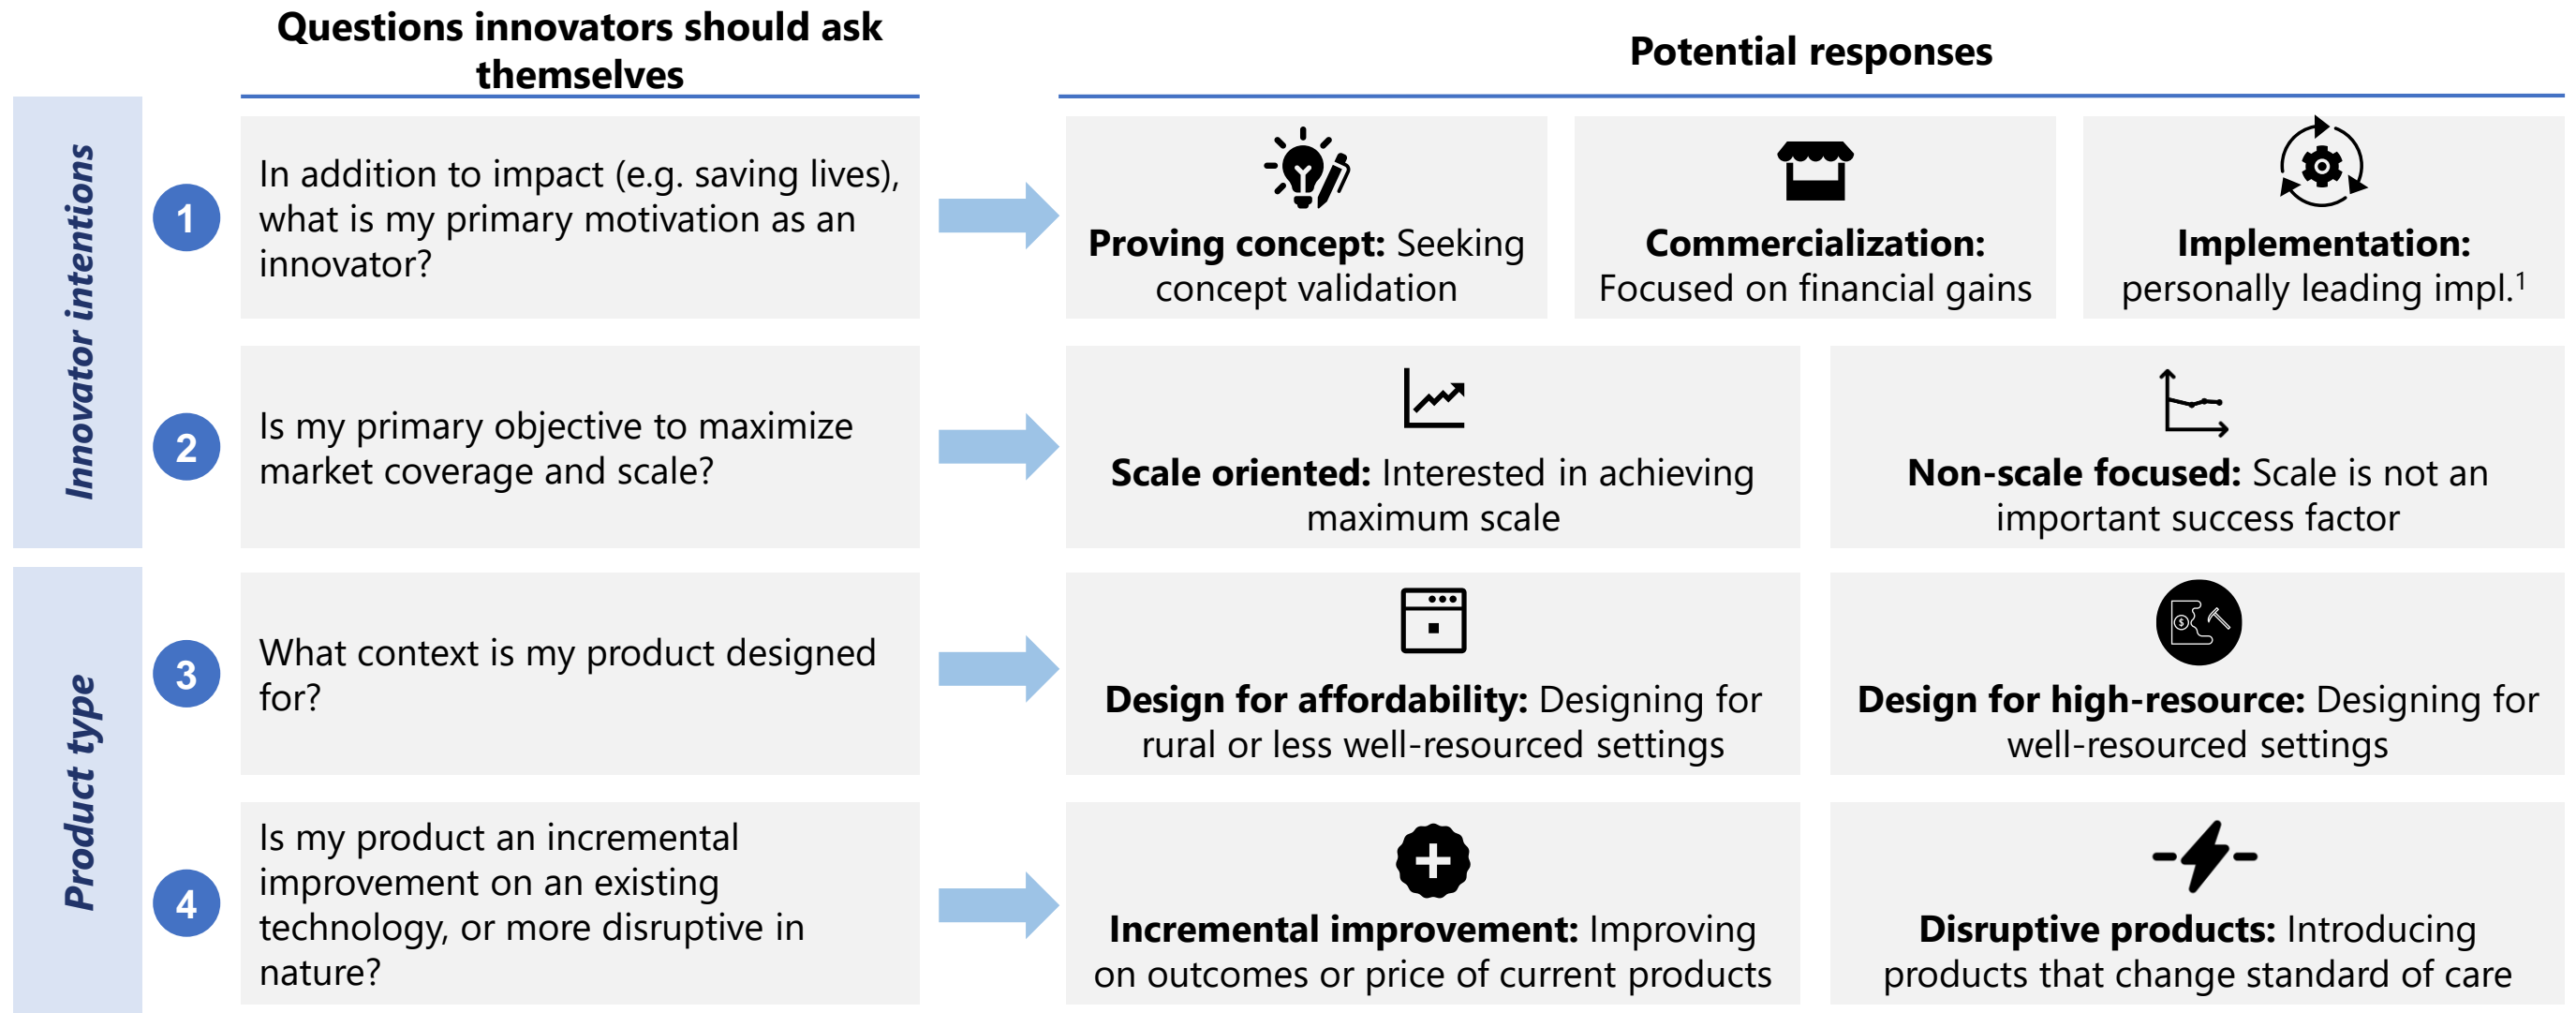 Questions innovators should ask
themselves
Potential responses
Innovator intentions
1
In addition to impact (e.g. saving lives),
what is my primary motivation as an
innovator?
Proving concept: Seeking
concept validation
Commercialization:
Focused on financial gains
Implementation:
personally leading impl.¹
2
Is my primary objective to maximize
market coverage and scale?
Scale oriented: Interested in achieving
maximum scale
Non-scale focused: Scale is not an
important success factor
Product type
3
What context is my product designed
for?
Design for affordability: Designing for
rural or less well-resourced settings
$
Design for high-resource: Designing for
well-resourced settings
4
Is my product an incremental
improvement on an existing
technology, or more disruptive in
nature?
Incremental improvement: Improving
on outcomes or price of current products
Disruptive products: Introducing
products that change standard of care